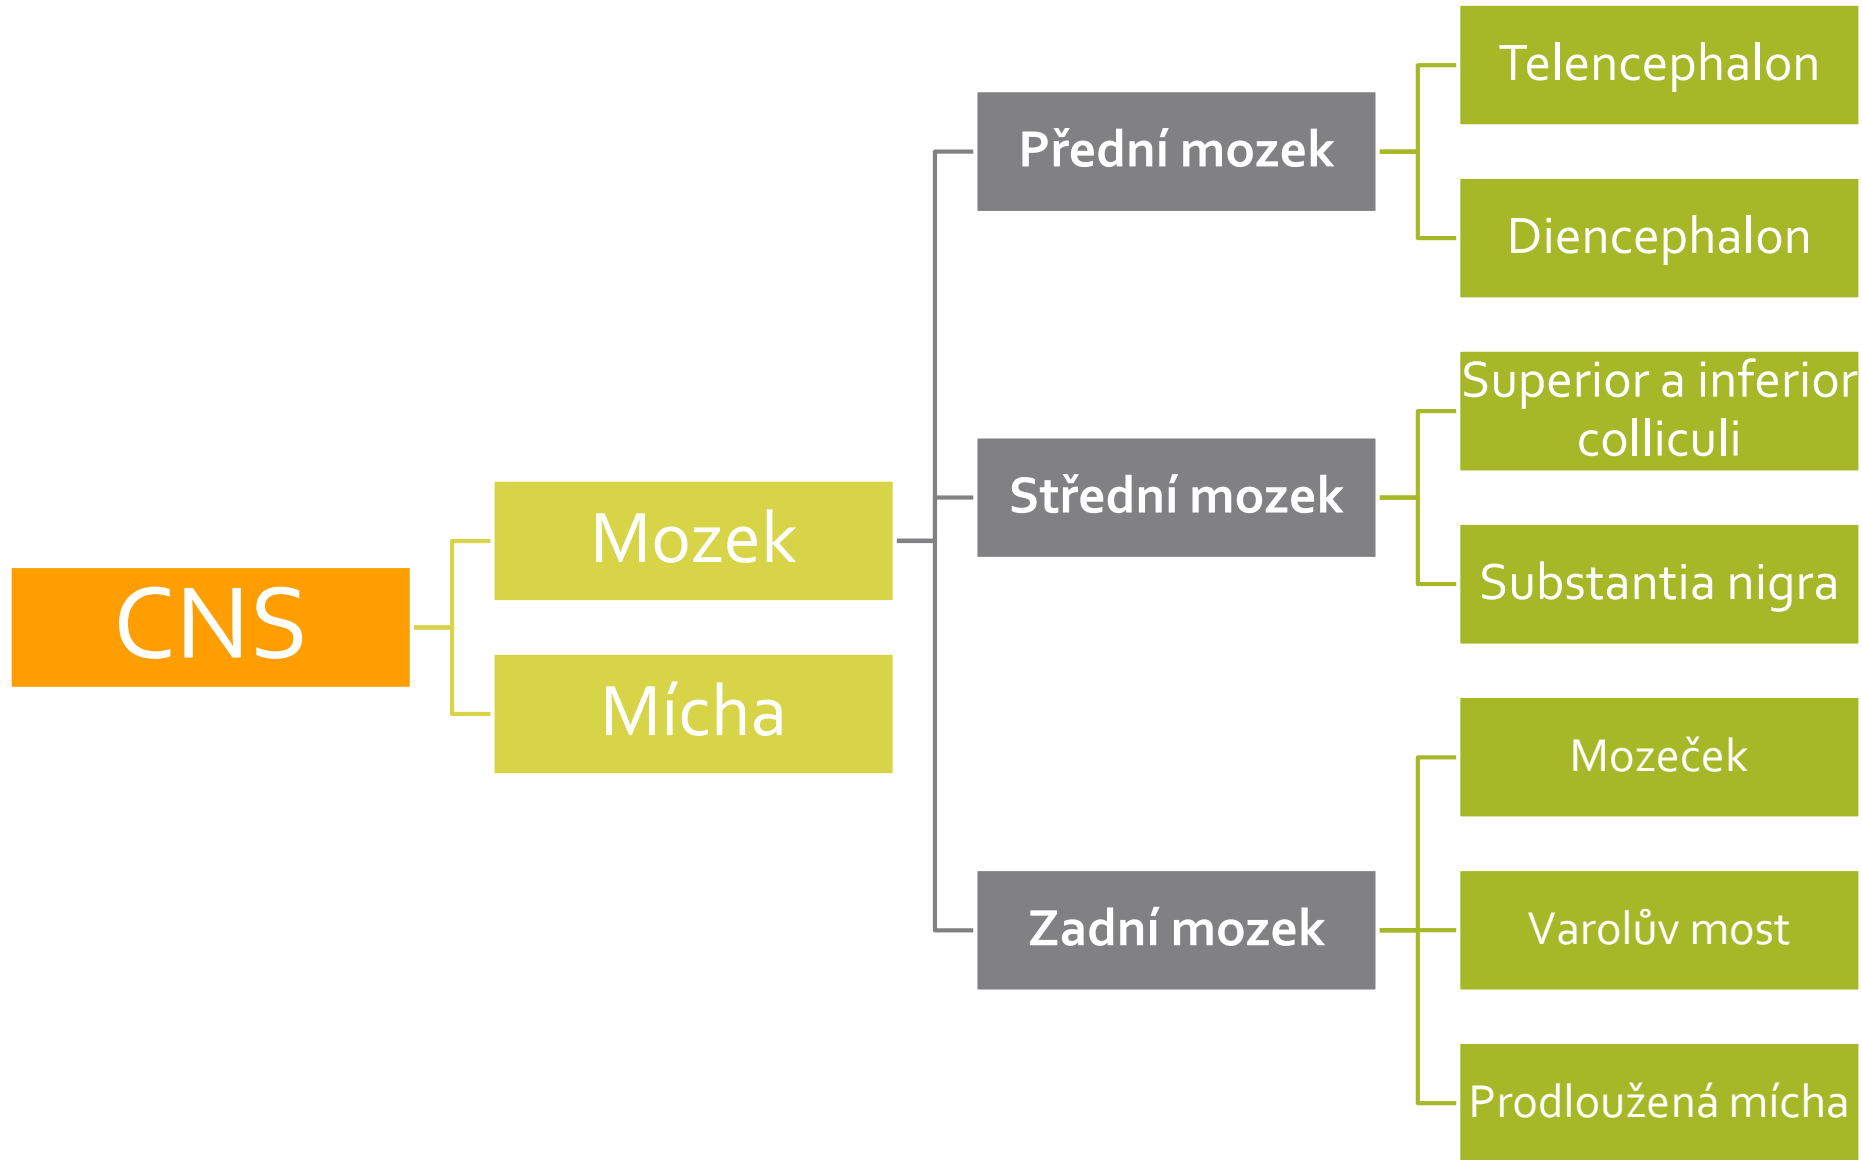 CNS
Mozek
Mícha
Přední mozek
Střední mozek
Zadní mozek
Telencephalon
Diencephalon
Superior a inferior
colliculi
Substantia nigra
Mozeček
Varolův most
Prodloužená mícha